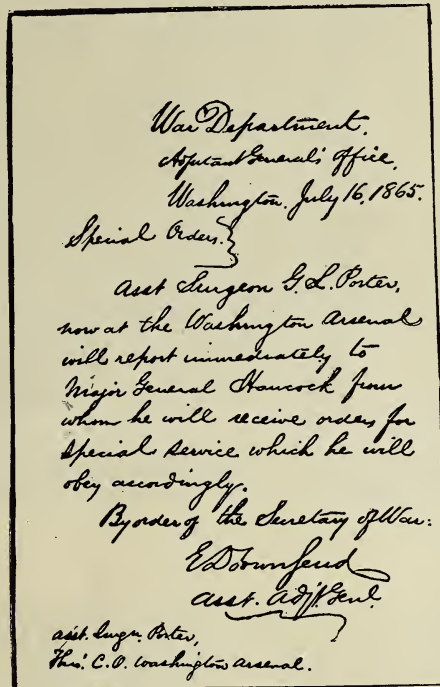 War Department,
Adjutant General's Office,
Washington, July 16, 1865.
Special Orders.
Asst Surgeon G. L. Porter,
now at the Washington Arsenal
will report immediately to
Major General Hancock from
whom he will receive orders for
special service which he will
obey accordingly.
By order of the Secretary of War:
E D Townsend
Asst. Adjt. Genl.
Asst. Surgn. Porter,
Thro'. C.O. Washington Arsenal.